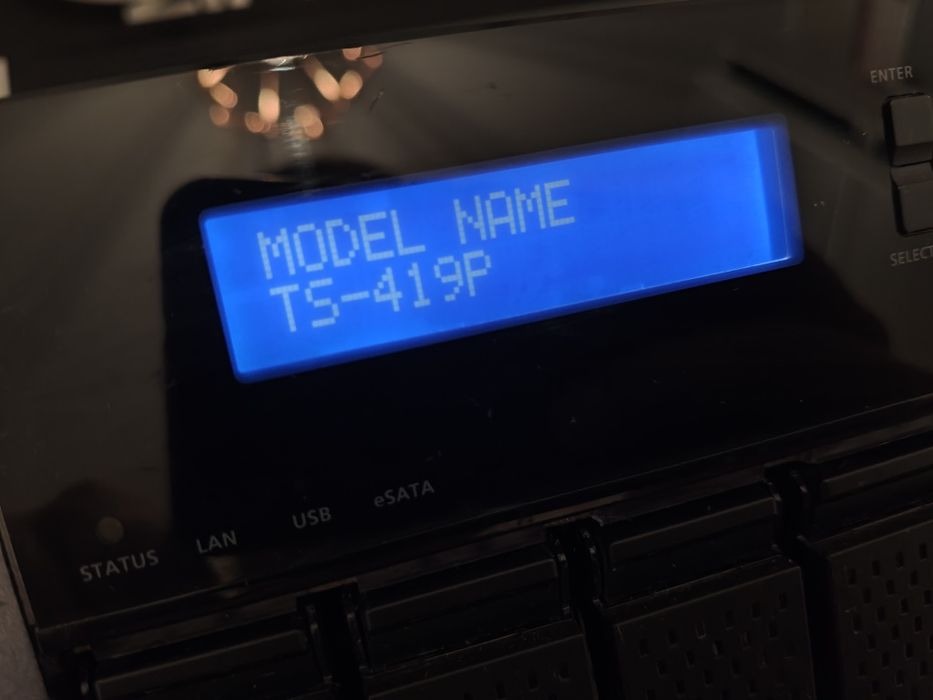 ENTER
MODEL NAME
TS-419P
SELECT
eSATA
USB
LAN
STATUS